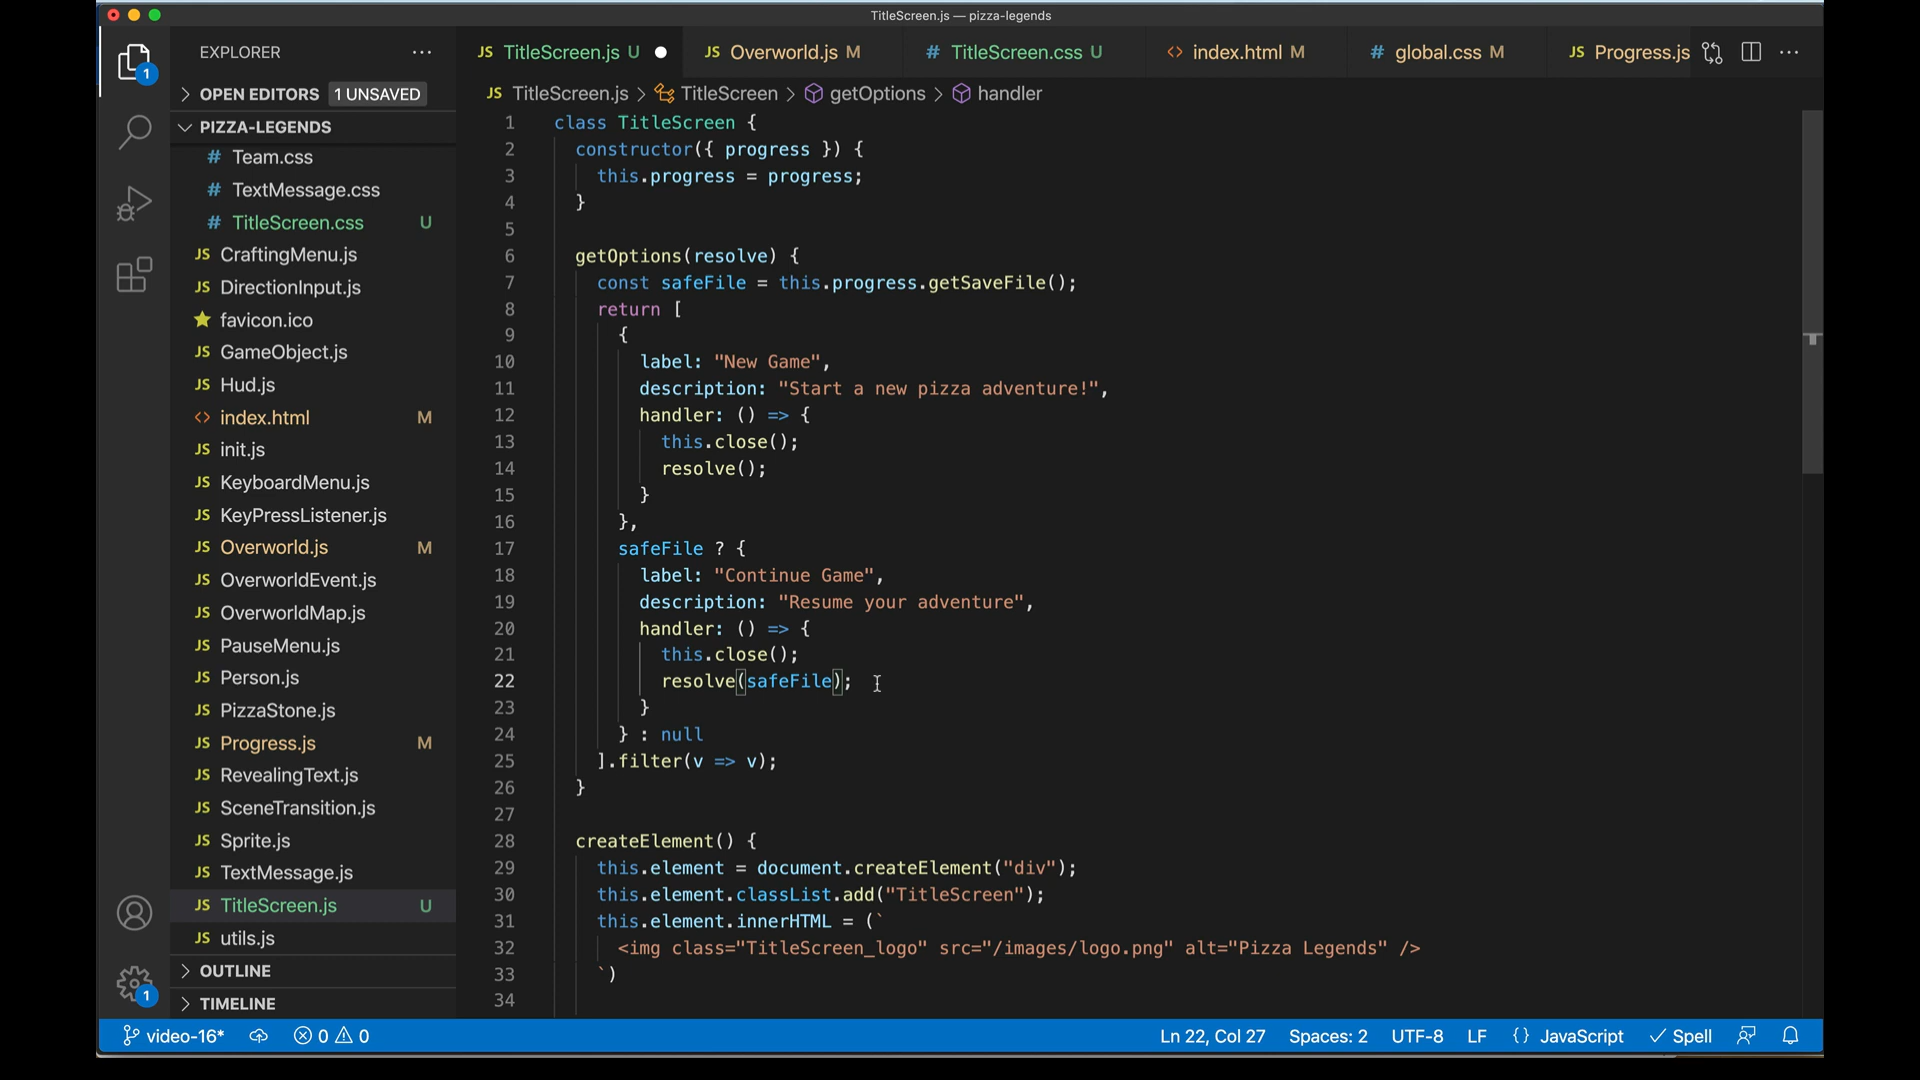 TitleScreen.js — pizza-legends
EXPLORER
1
OPEN EDITORS 1 UNSAVED
PIZZA-LEGENDS
# Team.css
# TextMessage.css
# TitleScreen.css U
JS CraftingMenu.js
JS DirectionInput.js
favicon.ico
JS GameObject.js
JS Hud.js
<> index.html M
JS init.js
JS KeyboardMenu.js
JS KeyPressListener.js
JS Overworld.js M
JS OverworldEvent.js
JS OverworldMap.js
JS PauseMenu.js
JS Person.js
JS PizzaStone.js
JS Progress.js M
JS RevealingText.js
JS SceneTransition.js
JS Sprite.js
JS TextMessage.js
JS TitleScreen.js U
JS utils.js
OUTLINE
TIMELINE
1
JS TitleScreen.js U
JS Overworld.js M
# TitleScreen.css U
<> index.html M
# global.css M
JS Progress.js
JS TitleScreen.js > TitleScreen > getOptions > handler
1 class TitleScreen {
2 constructor({ progress }) {
3 this.progress = progress;
4 }
5
6 getOptions(resolve) {
7 const safeFile = this.progress.getSaveFile();
8 return [
9 {
10 label: "New Game",
11 description: "Start a new pizza adventure!",
12 handler: () => {
13 this.close();
14 resolve();
15 }
16 },
17 safeFile ? {
18 label: "Continue Game",
19 description: "Resume your adventure",
20 handler: () => {
21 this.close();
22 resolve(safeFile);
23 }
24 } : null
25 ].filter(v => v);
26 }
27
28 createElement() {
29 this.element = document.createElement("div");
30 this.element.classList.add("TitleScreen");
31 this.element.innerHTML = (`
32 <img class="TitleScreen_logo" src="/images/logo.png" alt="Pizza Legends" />
33 `)
34
video-16* 0 0 Ln 22, Col 27 Spaces: 2 UTF-8 LF {} JavaScript Spell